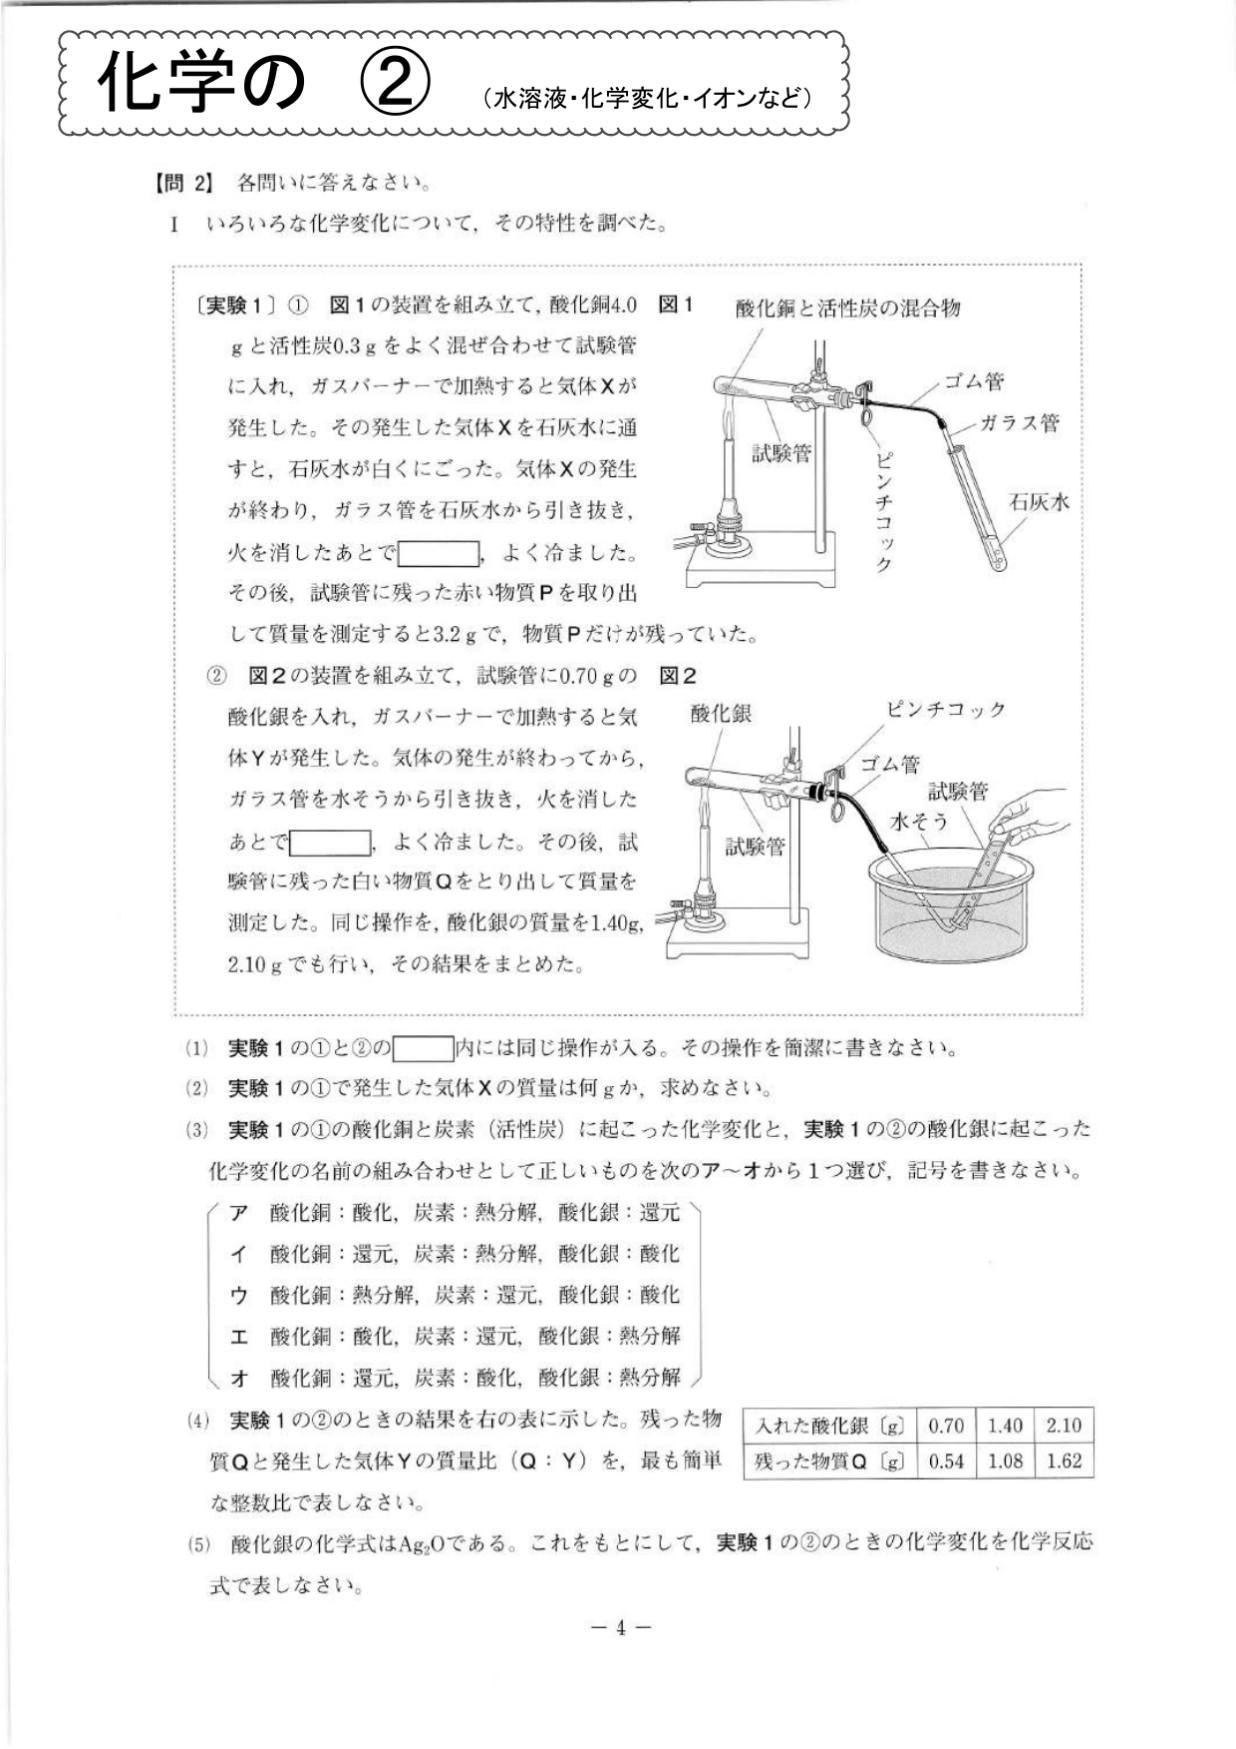 化学の ② （水溶液・化学変化・イオンなど）
【問 2】 各問いに答えなさい。
Ⅰ いろいろな化学変化について，その特性を調べた。
〔実験1〕① 図1の装置を組み立て，酸化銅4.0
gと活性炭0.3gをよく混ぜ合わせて試験管
に入れ，ガスバーナーで加熱すると気体Xが
発生した。その発生した気体Xを石灰水に通
すと，石灰水が白くにごった。気体Xの発生
が終わり，ガラス管を石灰水から引き抜き，
火を消したあとで ，よく冷ました。
その後，試験管に残った赤い物質Pを取り出
して質量を測定すると3.2gで，物質Pだけが残っていた。
図1
酸化銅と活性炭の混合物
ゴム管
ガラス管
試験管
ピンチコック
石灰水
② 図2の装置を組み立て，試験管に0.70gの
酸化銀を入れ，ガスバーナーで加熱すると気
体Yが発生した。気体の発生が終わってから，
ガラス管を水そうから引き抜き，火を消した
あとで ，よく冷ました。その後，試
験管に残った白い物質Qをとり出して質量を
測定した。同じ操作を，酸化銀の質量を1.40g，
2.10gでも行い，その結果をまとめた。
図2
酸化銀
ピンチコック
ゴム管
試験管
水そう
試験管
(1) 実験1の①と②の 内には同じ操作が入る。その操作を簡潔に書きなさい。
(2) 実験1の①で発生した気体Xの質量は何gか，求めなさい。
(3) 実験1の①の酸化銅と炭素（活性炭）に起こった化学変化と，実験1の②の酸化銀に起こった
化学変化の名前の組み合わせとして正しいものを次のア～オから1つ選び，記号を書きなさい。
ア 酸化銅：酸化，炭素：熱分解，酸化銀：還元
イ 酸化銅：還元，炭素：熱分解，酸化銀：酸化
ウ 酸化銅：熱分解，炭素：還元，酸化銀：酸化
エ 酸化銅：酸化，炭素：還元，酸化銀：熱分解
オ 酸化銅：還元，炭素：酸化，酸化銀：熱分解
(4) 実験1の②のときの結果を右の表に示した。残った物
質Qと発生した気体Yの質量比（Q：Y）を，最も簡単
な整数比で表しなさい。
入れた酸化銀〔g〕 0.70 1.40 2.10
残った物質Q〔g〕 0.54 1.08 1.62
(5) 酸化銀の化学式はAg₂Oである。これをもとにして，実験1の②のときの化学変化を化学反応
式で表しなさい。
－ 4 －